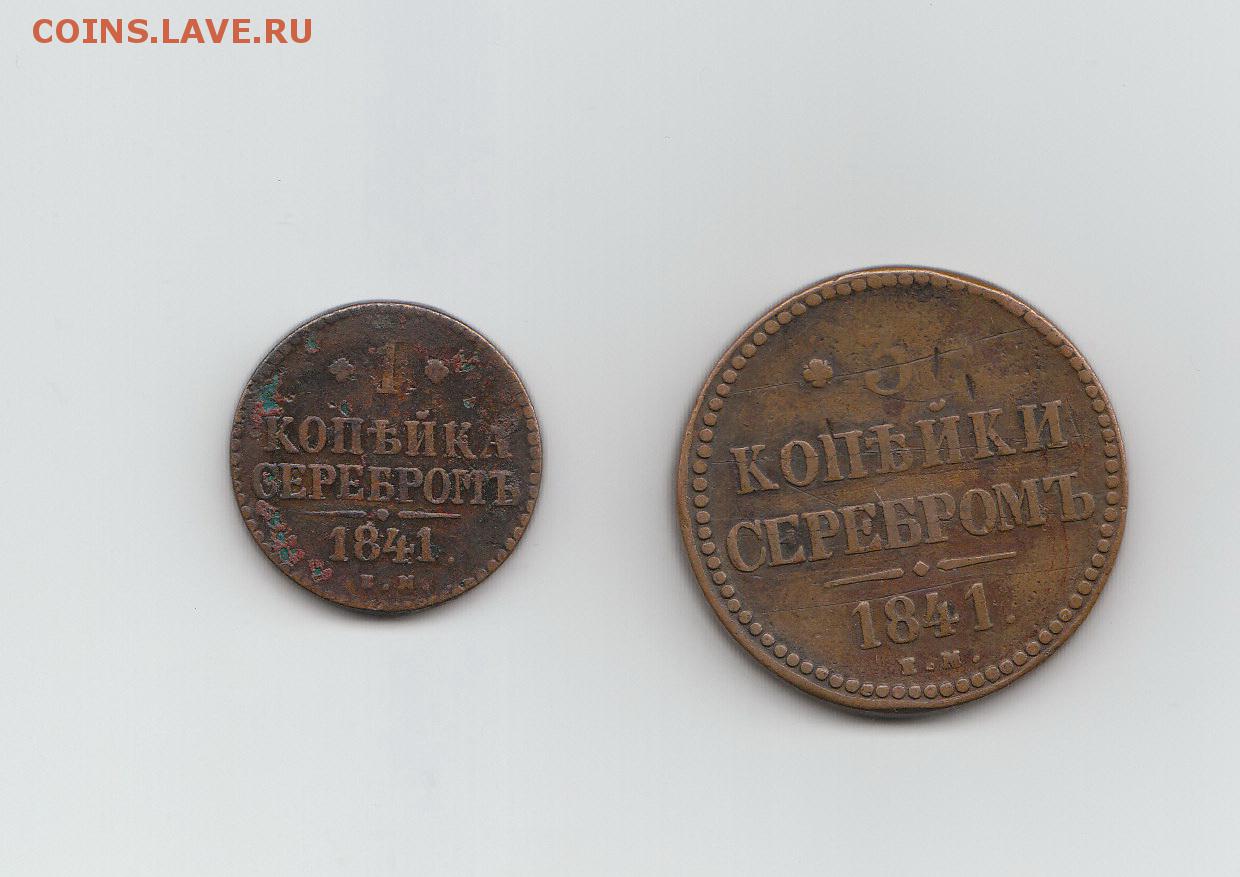 COINS.LAVE.RU
1
КОПѢЙКА
СЕРЕБРОМЪ
1841.
Е.М.
3
КОПѢЙКИ
СЕРЕБРОМЪ
1841.
Е.М.